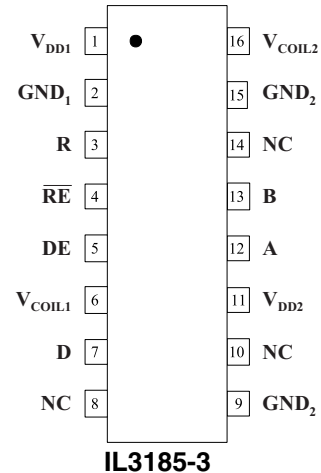 V_DD1 1 16 V_COIL2
GND_1 2 15 GND_2
R 3 14 NC
R̅E̅ 4 13 B
DE 5 12 A
V_COIL1 6 11 V_DD2
D 7 10 NC
NC 8 9 GND_2
IL3185-3